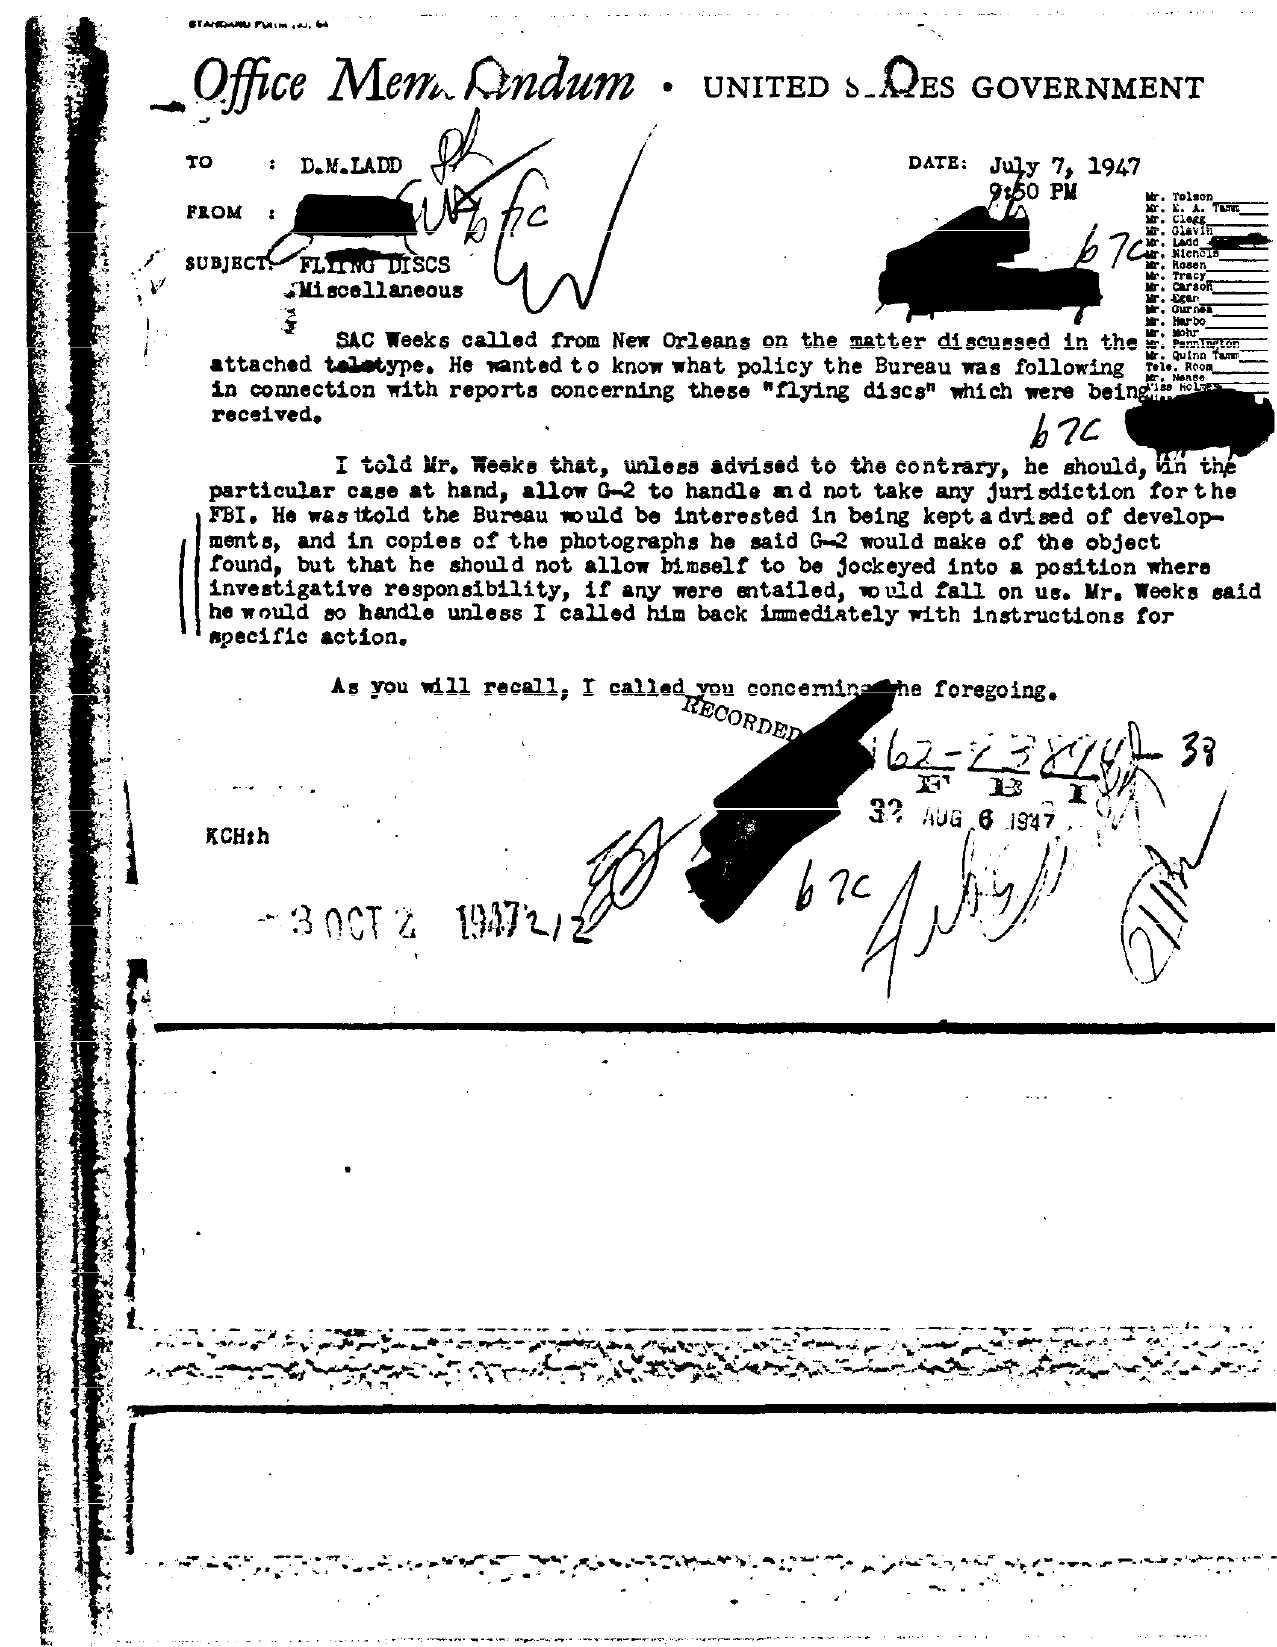 STANDARD FORM NO. 64
Office Mem ndum • UNITED S ES GOVERNMENT
TO : D.M.LADD
DATE: July 7, 1947
9:50 PM
FROM :
b7c
SUBJECT: FLYING DISCS
Miscellaneous
b7C
Mr. Tolson
Mr. E. A. Tamm
Mr. Clegg
Mr. Glavin
Mr. Ladd
Mr. Nichols
Mr. Rosen
Mr. Tracy
Mr. Carson
Mr. Egan
Mr. Gurnea
Mr. Harbo
Mr. Mohr
Mr. Pennington
Mr. Quinn Tamm
Tele. Room
Mr. Nease
Miss Holmes
SAC Weeks called from New Orleans on the matter discussed in the
attached teletype. He wanted to know what policy the Bureau was following
in connection with reports concerning these "flying discs" which were being
received.
b7C
I told Mr. Weeks that, unless advised to the contrary, he should, in the
particular case at hand, allow G-2 to handle and not take any jurisdiction for the
FBI. He was ttold the Bureau would be interested in being kept advised of develop-
ments, and in copies of the photographs he said G-2 would make of the object
found, but that he should not allow himself to be jockeyed into a position where
investigative responsibility, if any were entailed, would fall on us. Mr. Weeks said
he would so handle unless I called him back immediately with instructions for
specific action.
As you will recall, I called you concerning the foregoing.
RECORDED
62-83894-38
F B I
32 AUG 6 1947
KCH:h
b7C
3 OCT 2 1947 212